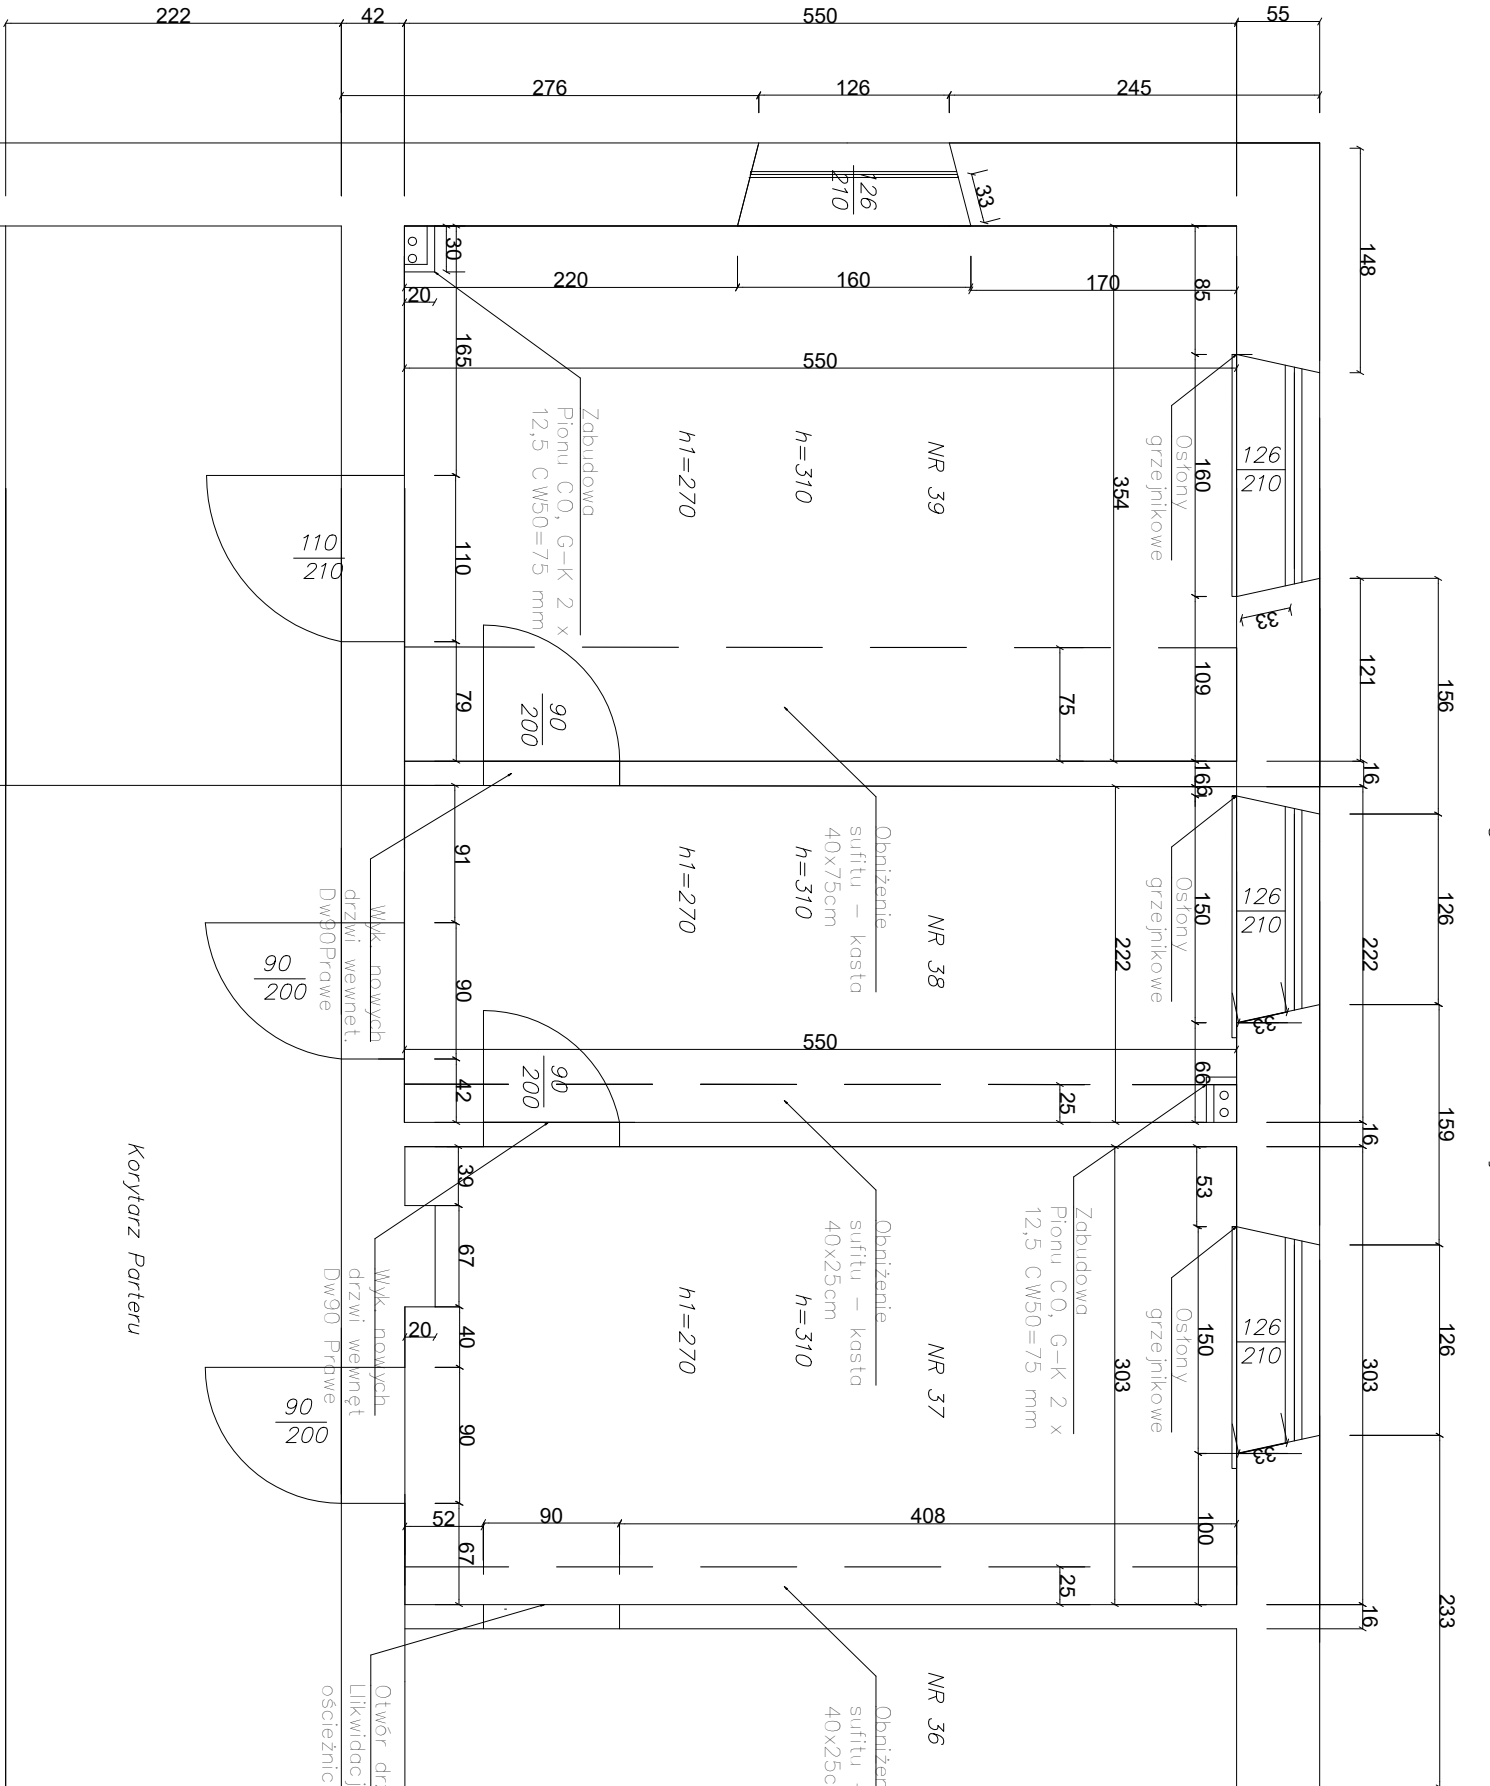 222
42
550
55
276
126
245
126
210
33
148
30
20
220
160
170
85
165
550
Zabudowa
Pionu CO, G-K 2 x
12,5 CW50=75 mm
h1=270
h=310
NR 39
354
Osłony
grzejnikowe
160
126
210
33
110
210
110
79
90
200
75
109
121
156
16
166
91
Wyk. nowych
drzwi wewnęt.
Dw90Prawe
90
200
90
42
h1=270
h=310
Obniżenie
sufitu - kasta
40x75cm
NR 38
222
Osłony
grzejnikowe
150
126
210
33
222
126
550
90
200
25
66
16
159
Korytarz Parteru
39
67
40
20
Wyk. nowych
drzwi wewnęt
Dw90 Prawe
90
200
90
67
h1=270
h=310
Obniżenie
sufitu - kasta
40x25cm
NR 37
Zabudowa
Pionu CO, G-K 2 x
12,5 CW50=75 mm
303
53
Osłony
grzejnikowe
150
126
210
33
303
126
52
90
408
100
25
16
233
Otwór drz
Llikwidacj
ościeżnic
NR 36
Obniżen
sufitu -
40x25c